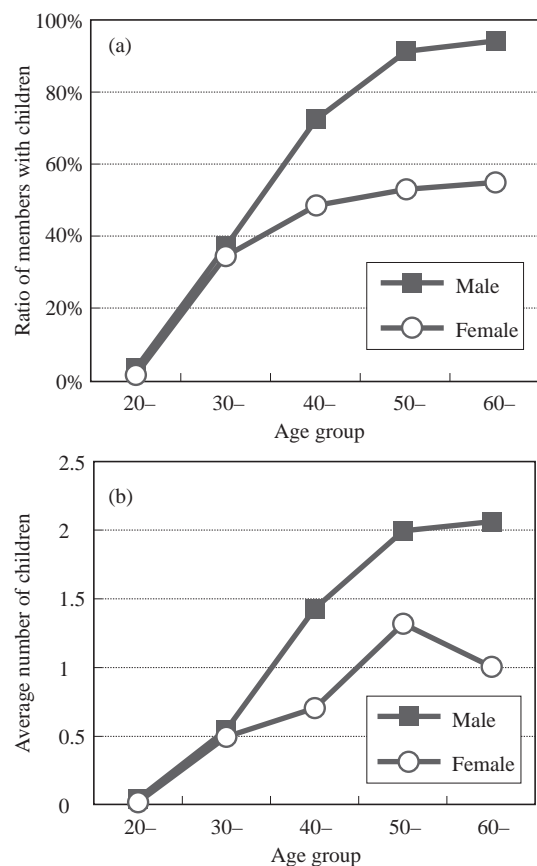 100%
(a)
80%
60%
40%
20%
0%
Ratio of members with children
Male
Female
20– 30– 40– 50– 60–
Age group
2.5
(b)
2
1.5
1
0.5
0
Average number of children
Male
Female
20– 30– 40– 50– 60–
Age group